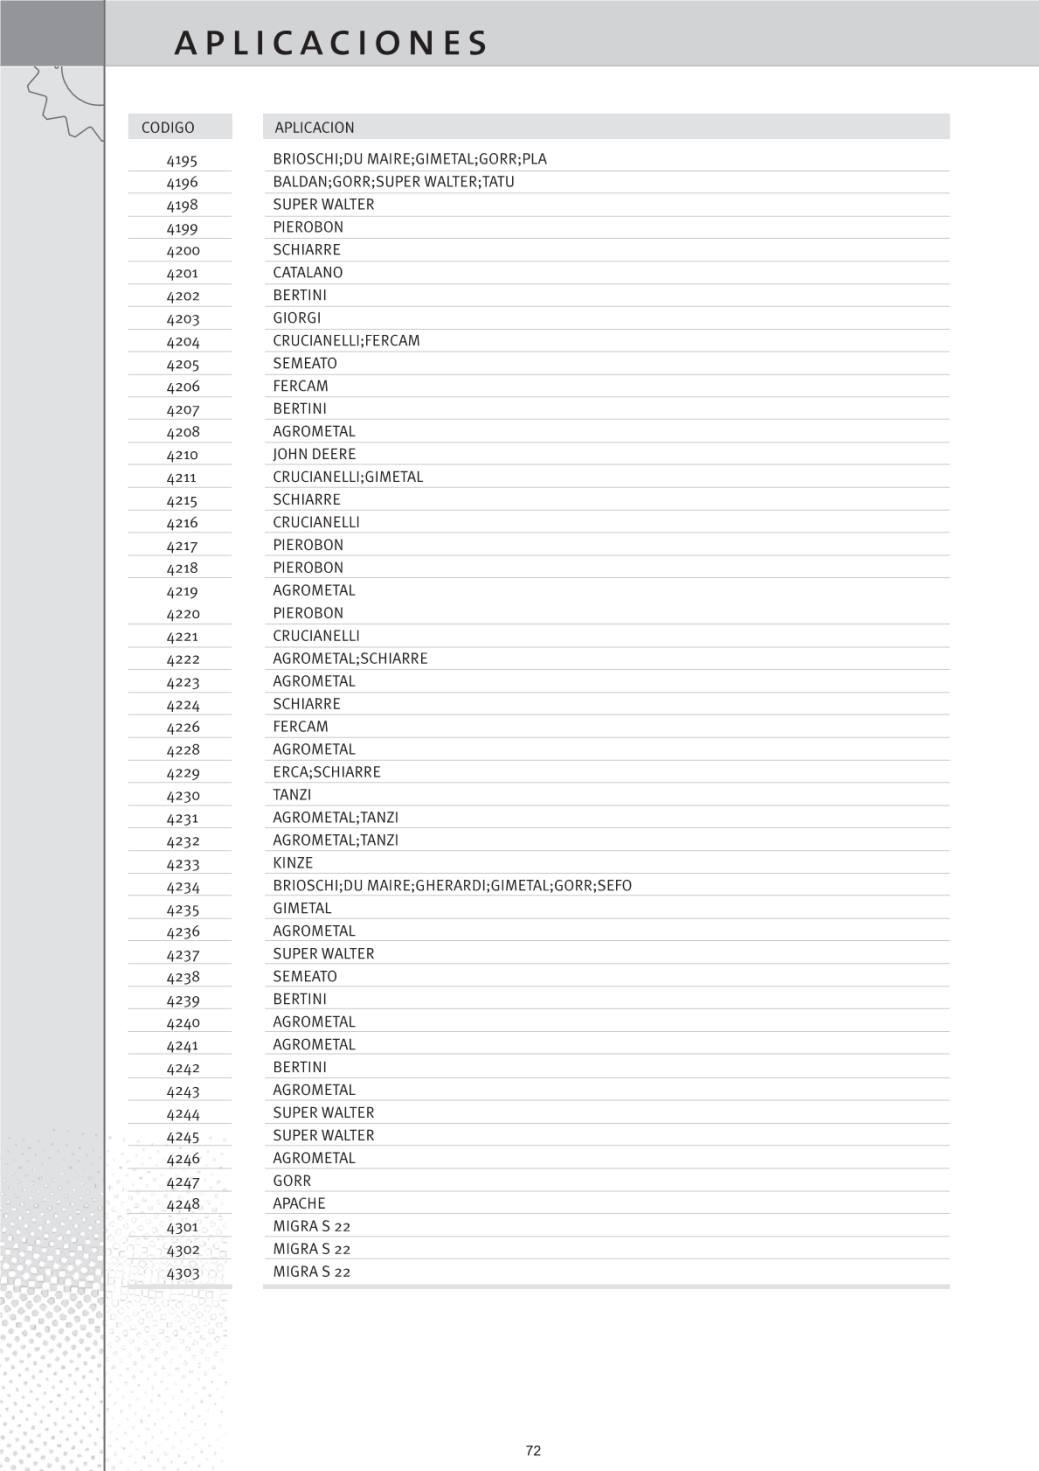 APLICACIONES
CODIGO APLICACION
4195 BRIOSCHI;DU MAIRE;GIMETAL;GORR;PLA
4196 BALDAN;GORR;SUPER WALTER;TATU
4198 SUPER WALTER
4199 PIEROBON
4200 SCHIARRE
4201 CATALANO
4202 BERTINI
4203 GIORGI
4204 CRUCIANELLI;FERCAM
4205 SEMEATO
4206 FERCAM
4207 BERTINI
4208 AGROMETAL
4210 JOHN DEERE
4211 CRUCIANELLI;GIMETAL
4215 SCHIARRE
4216 CRUCIANELLI
4217 PIEROBON
4218 PIEROBON
4219 AGROMETAL
4220 PIEROBON
4221 CRUCIANELLI
4222 AGROMETAL;SCHIARRE
4223 AGROMETAL
4224 SCHIARRE
4226 FERCAM
4228 AGROMETAL
4229 ERCA;SCHIARRE
4230 TANZI
4231 AGROMETAL;TANZI
4232 AGROMETAL;TANZI
4233 KINZE
4234 BRIOSCHI;DU MAIRE;GHERARDI;GIMETAL;GORR;SEFO
4235 GIMETAL
4236 AGROMETAL
4237 SUPER WALTER
4238 SEMEATO
4239 BERTINI
4240 AGROMETAL
4241 AGROMETAL
4242 BERTINI
4243 AGROMETAL
4244 SUPER WALTER
4245 SUPER WALTER
4246 AGROMETAL
4247 GORR
4248 APACHE
4301 MIGRA S 22
4302 MIGRA S 22
4303 MIGRA S 22
72